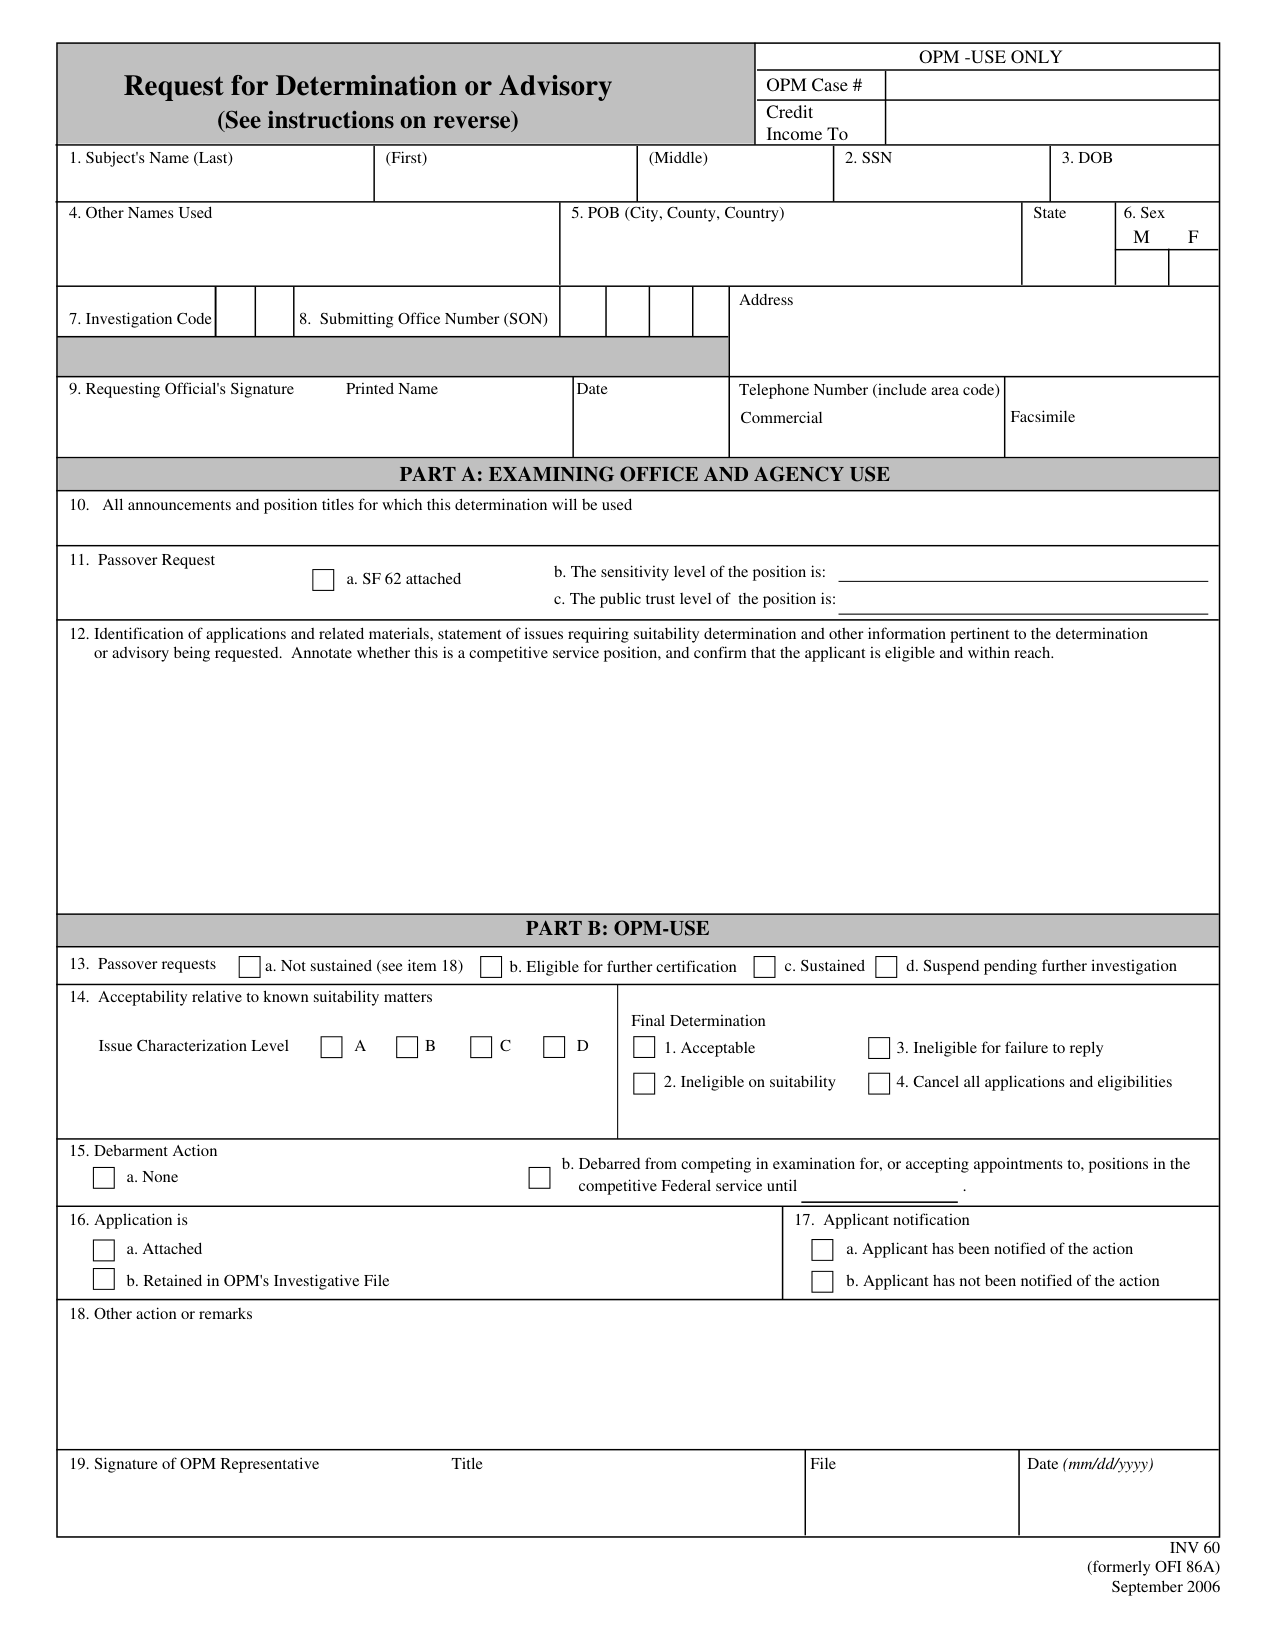 Request for Determination or Advisory
(See instructions on reverse)
OPM -USE ONLY
OPM Case #
Credit
Income To
1. Subject's Name (Last) (First) (Middle) 2. SSN 3. DOB
4. Other Names Used 5. POB (City, County, Country) State 6. Sex
M F
7. Investigation Code 8. Submitting Office Number (SON) Address
9. Requesting Official's Signature Printed Name Date Telephone Number (include area code)
Commercial Facsimile
PART A: EXAMINING OFFICE AND AGENCY USE
10. All announcements and position titles for which this determination will be used
11. Passover Request
a. SF 62 attached
b. The sensitivity level of the position is:
c. The public trust level of the position is:
12. Identification of applications and related materials, statement of issues requiring suitability determination and other information pertinent to the determination
or advisory being requested. Annotate whether this is a competitive service position, and confirm that the applicant is eligible and within reach.
PART B: OPM-USE
13. Passover requests a. Not sustained (see item 18) b. Eligible for further certification c. Sustained d. Suspend pending further investigation
14. Acceptability relative to known suitability matters
Issue Characterization Level A B C D
Final Determination
1. Acceptable 3. Ineligible for failure to reply
2. Ineligible on suitability 4. Cancel all applications and eligibilities
15. Debarment Action
a. None
b. Debarred from competing in examination for, or accepting appointments to, positions in the
competitive Federal service until .
16. Application is
a. Attached
b. Retained in OPM's Investigative File
17. Applicant notification
a. Applicant has been notified of the action
b. Applicant has not been notified of the action
18. Other action or remarks
19. Signature of OPM Representative Title File Date (mm/dd/yyyy)
INV 60
(formerly OFI 86A)
September 2006